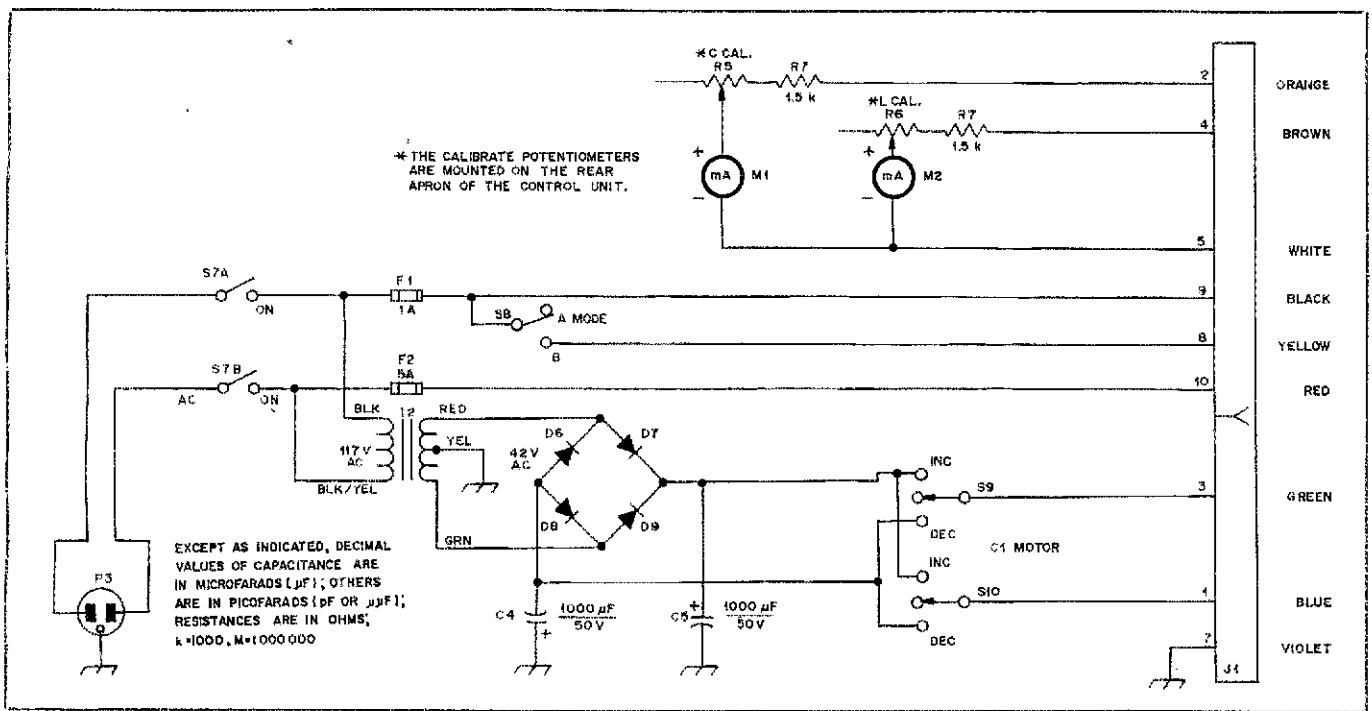 *C CAL.
R5
R7
1.5 k
2
ORANGE
*L CAL.
R6
R7
1.5 k
4
BROWN
* THE CALIBRATE POTENTIOMETERS
ARE MOUNTED ON THE REAR
APRON OF THE CONTROL UNIT.
+
mA
M1
-
+
mA
M2
-
5
WHITE
S7A
ON
F1
1A
9
BLACK
S8
A MODE
B
8
YELLOW
S7B
AC
ON
F2
5A
10
RED
BLK
RED
YEL
117V
AC
BLK/YEL
GRN
42V
AC
D6
D7
D8
D9
INC
S9
3
GREEN
DEC
C1 MOTOR
INC
S10
1
BLUE
DEC
C4
1000 µF
50V
+
C5
+
1000 µF
50V
7
VIOLET
J1
P3
EXCEPT AS INDICATED, DECIMAL
VALUES OF CAPACITANCE ARE
IN MICROFARADS (µF); OTHERS
ARE IN PICOFARADS (pF OR µµF);
RESISTANCES ARE IN OHMS;
k=1000, M=1000000